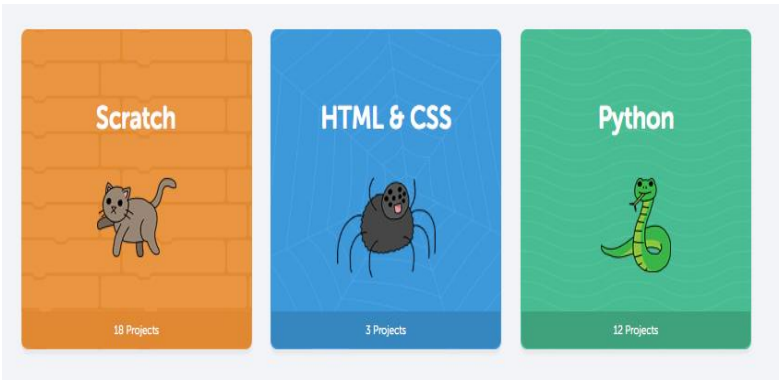 Scratch
18 Projects
HTML & CSS
3 Projects
Python
12 Projects